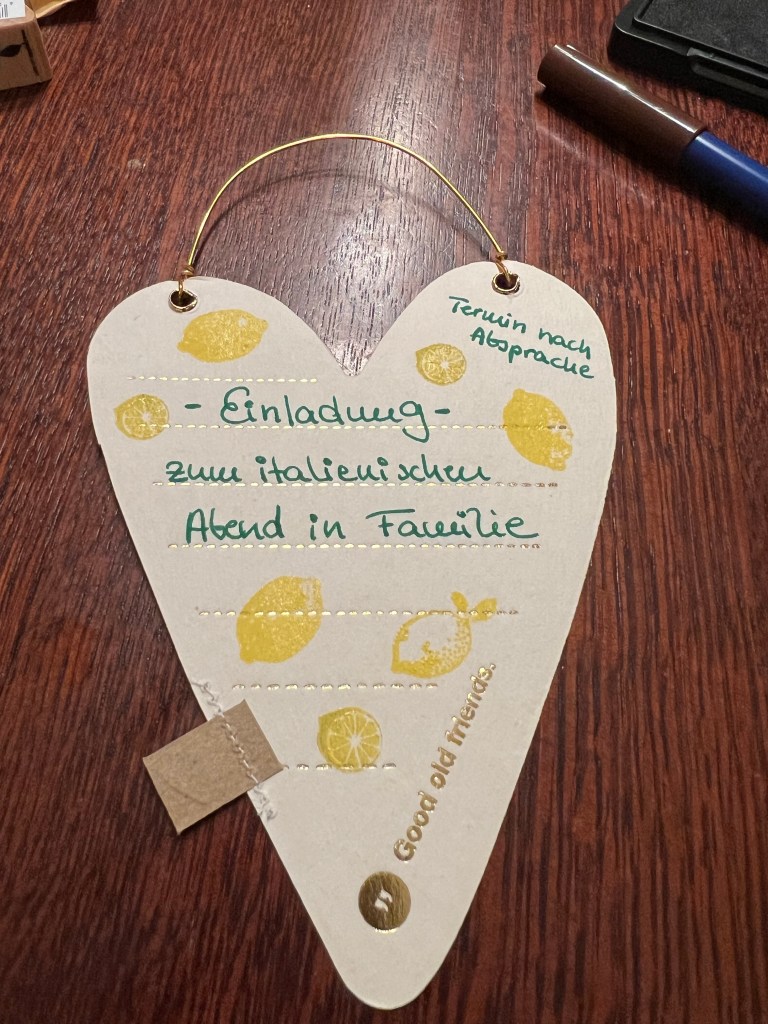 Termin nach
Absprache
- Einladung -
zum italienischen
Abend in Familie
Good old friends.